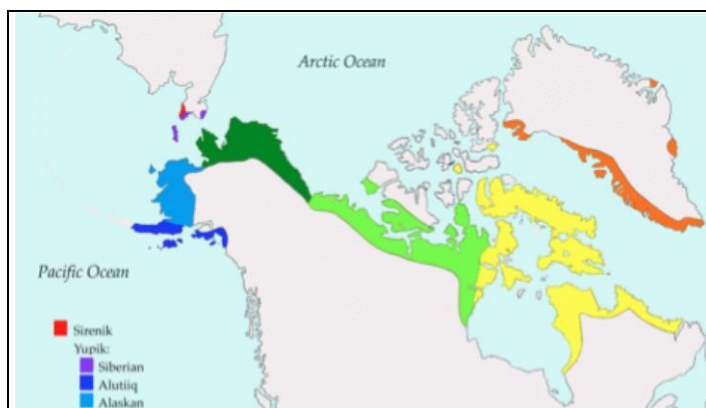 Arctic Ocean
Pacific Ocean
Sirenik
Yupik:
Siberian
Alutiiq
Alaskan